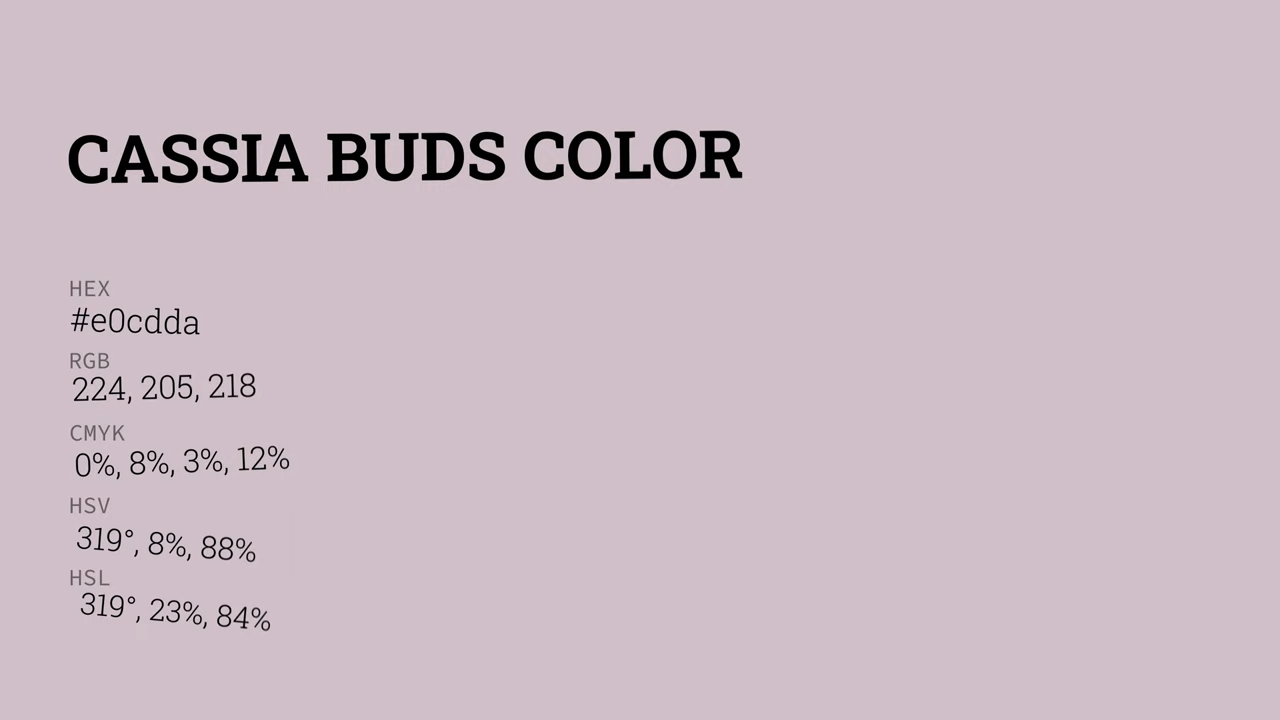 CASSIA BUDS COLOR
HEX
#e0cdda
RGB
224, 205, 218
CMYK
0%, 8%, 3%, 12%
HSV
319°, 8%, 88%
HSL
319°, 23%, 84%